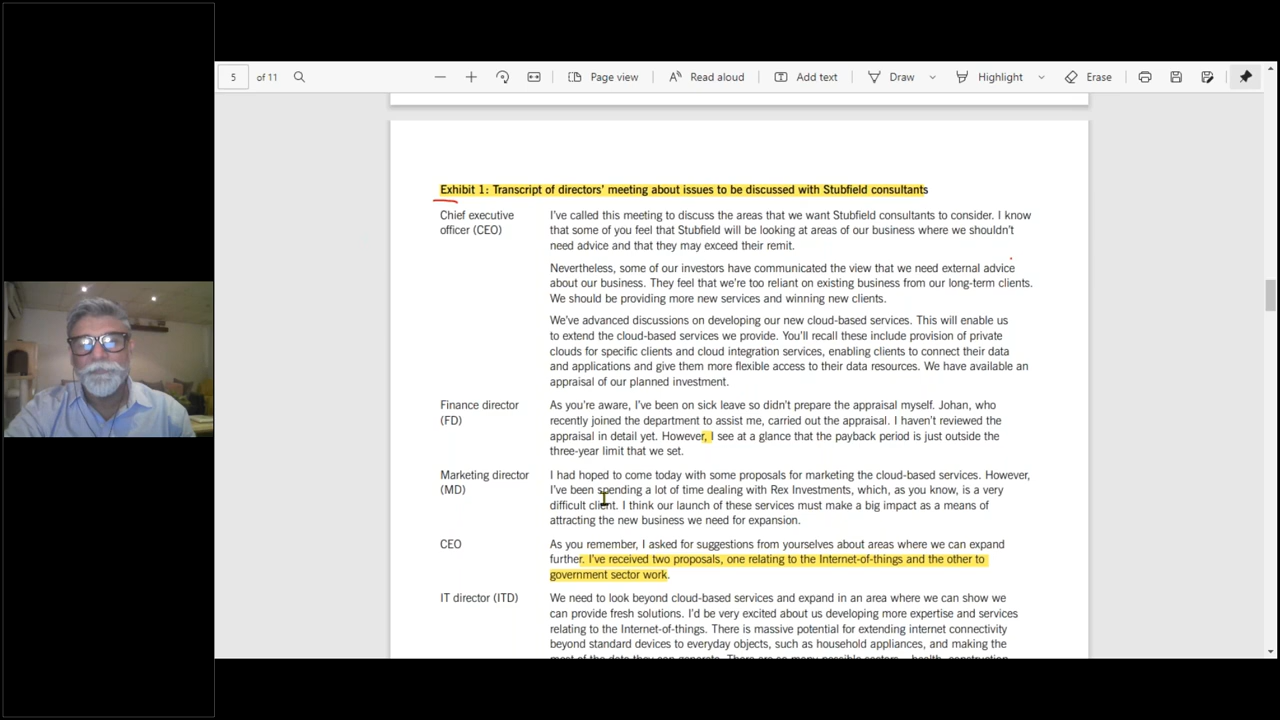 5 of 11
Page view
Read aloud
Add text
Draw
Highlight
Erase
Exhibit 1: Transcript of directors' meeting about issues to be discussed with Stubfield consultants
Chief executive officer (CEO)
I've called this meeting to discuss the areas that we want Stubfield consultants to consider. I know
that some of you feel that Stubfield will be looking at areas of our business where we shouldn't
need advice and that they may exceed their remit.
Nevertheless, some of our investors have communicated the view that we need external advice
about our business. They feel that we're too reliant on existing business from our long-term clients.
We should be providing more new services and winning new clients.
We've advanced discussions on developing our new cloud-based services. This will enable us
to extend the cloud-based services we provide. You'll recall these include provision of private
clouds for specific clients and cloud integration services, enabling clients to connect their data
and applications and give them more flexible access to their data resources. We have available an
appraisal of our planned investment.
Finance director (FD)
As you're aware, I've been on sick leave so didn't prepare the appraisal myself. Johan, who
recently joined the department to assist me, carried out the appraisal. I haven't reviewed the
appraisal in detail yet. However, I see at a glance that the payback period is just outside the
three-year limit that we set.
Marketing director (MD)
I had hoped to come today with some proposals for marketing the cloud-based services. However,
I've been spending a lot of time dealing with Rex Investments, which, as you know, is a very
difficult client. I think our launch of these services must make a big impact as a means of
attracting the new business we need for expansion.
CEO
As you remember, I asked for suggestions from yourselves about areas where we can expand
further. I've received two proposals, one relating to the Internet-of-things and the other to
government sector work.
IT director (ITD)
We need to look beyond cloud-based services and expand in an area where we can show we
can provide fresh solutions. I'd be very excited about us developing more expertise and services
relating to the Internet-of-things. There is massive potential for extending internet connectivity
beyond standard devices to everyday objects, such as household appliances, and making the
most of the data they can generate. There are so many possible sectors – health, construction